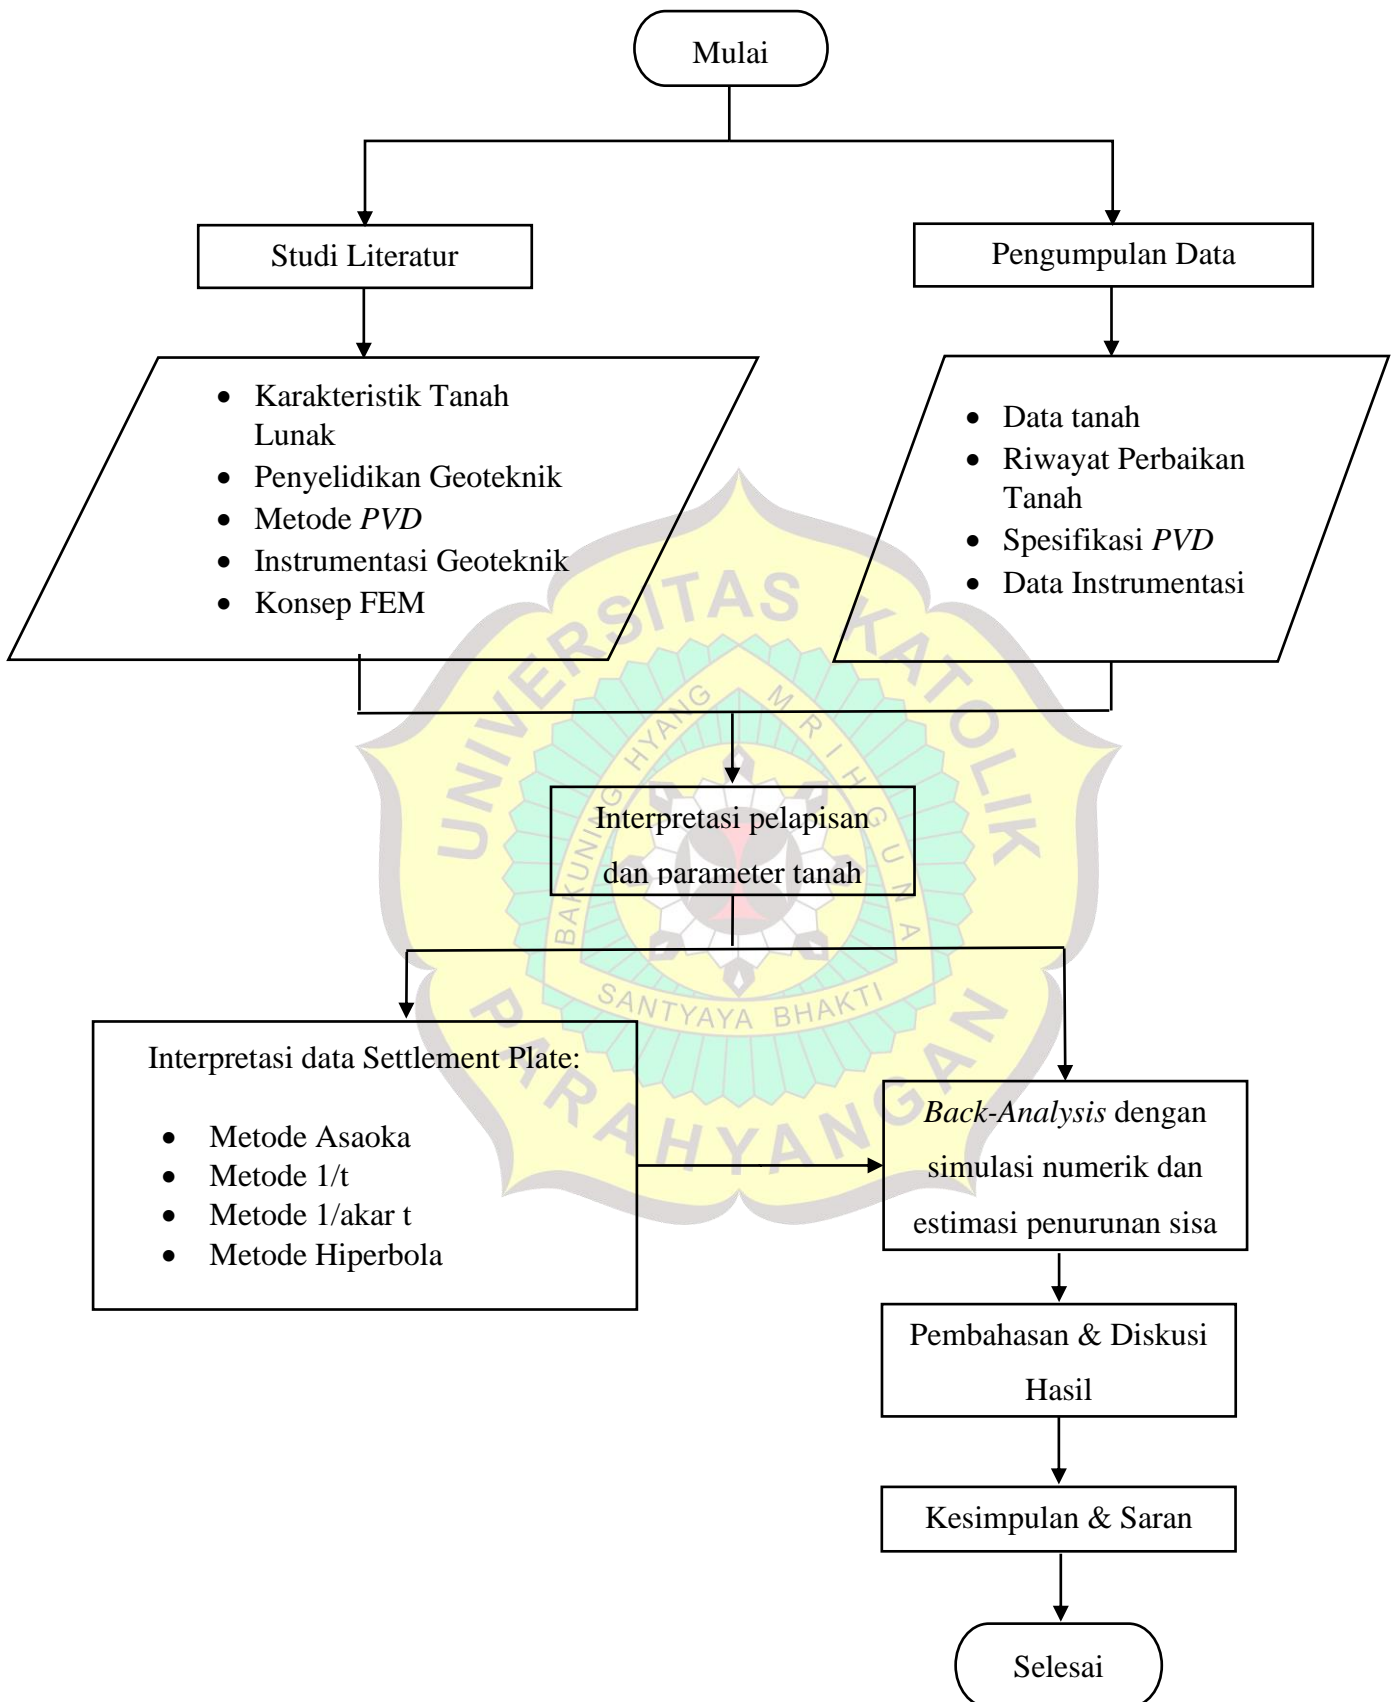 Mulai
Studi Literatur
Pengumpulan Data
• Karakteristik Tanah
Lunak
• Penyelidikan Geoteknik
• Metode PVD
• Instrumentasi Geoteknik
• Konsep FEM
• Data tanah
• Riwayat Perbaikan
Tanah
• Spesifikasi PVD
• Data Instrumentasi
UNIVERSITAS KATOLIK
PARAHYANGAN
BAKUNING HYANG MRIH GUNA
SANTYAYA BHAKTI
Interpretasi pelapisan
dan parameter tanah
Interpretasi data Settlement Plate:
• Metode Asaoka
• Metode 1/t
• Metode 1/akar t
• Metode Hiperbola
Back-Analysis dengan
simulasi numerik dan
estimasi penurunan sisa
Pembahasan & Diskusi
Hasil
Kesimpulan & Saran
Selesai